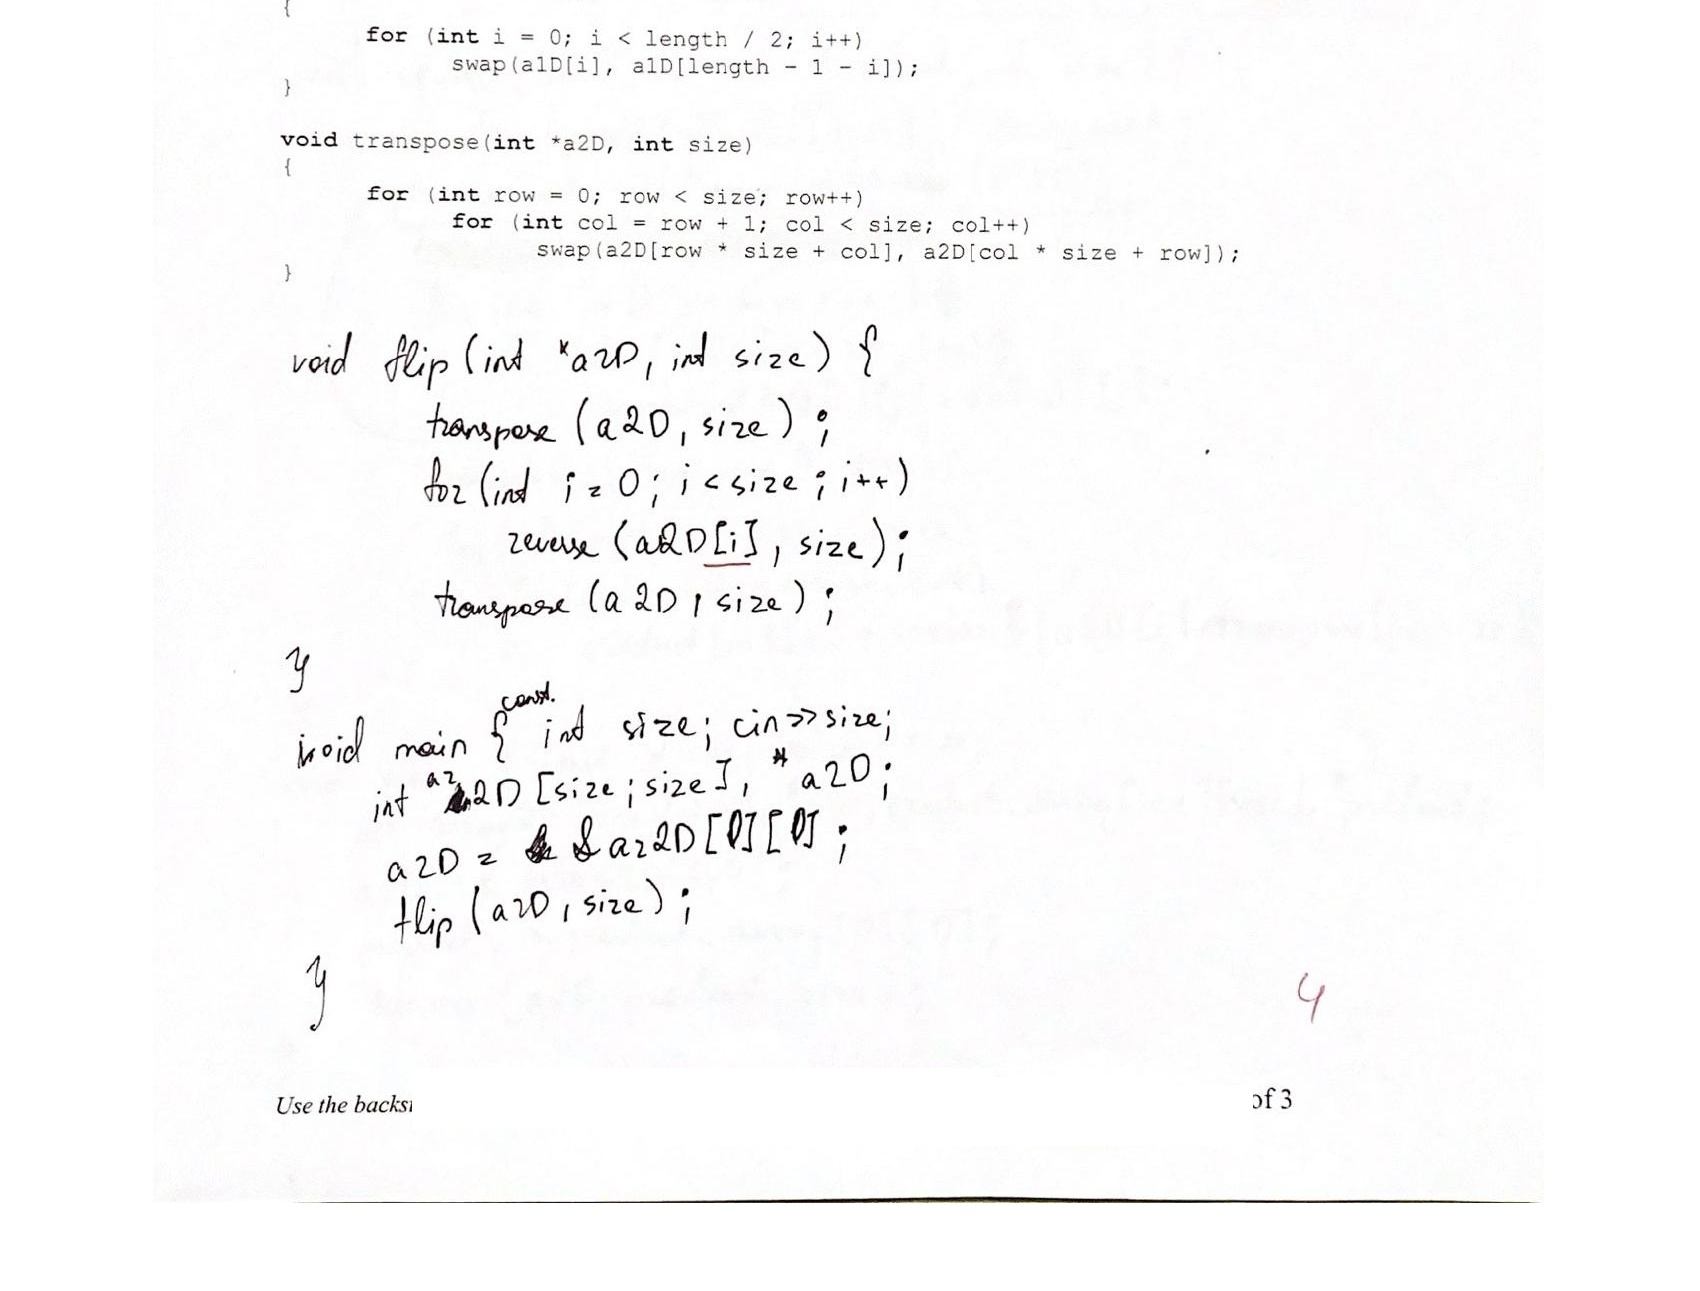 {
for (int i = 0; i < length / 2; i++)
swap(a1D[i], a1D[length - 1 - i]);
}
void transpose(int *a2D, int size)
{
for (int row = 0; row < size; row++)
for (int col = row + 1; col < size; col++)
swap(a2D[row * size + col], a2D[col * size + row]);
}
void flip (int *a2D, int size) {
transpose (a2D, size) ;
for (int i = 0; i < size ; i++)
reverse (a2D[i], size);
transpose (a2D, size) ;
}
const.
void main { int size; cin >> size;
int ar2D [size ; size], *a2D;
a2D = & ar2D [0] [0] ;
flip (a2D, size) ;
}
4
Use the backsi
of 3